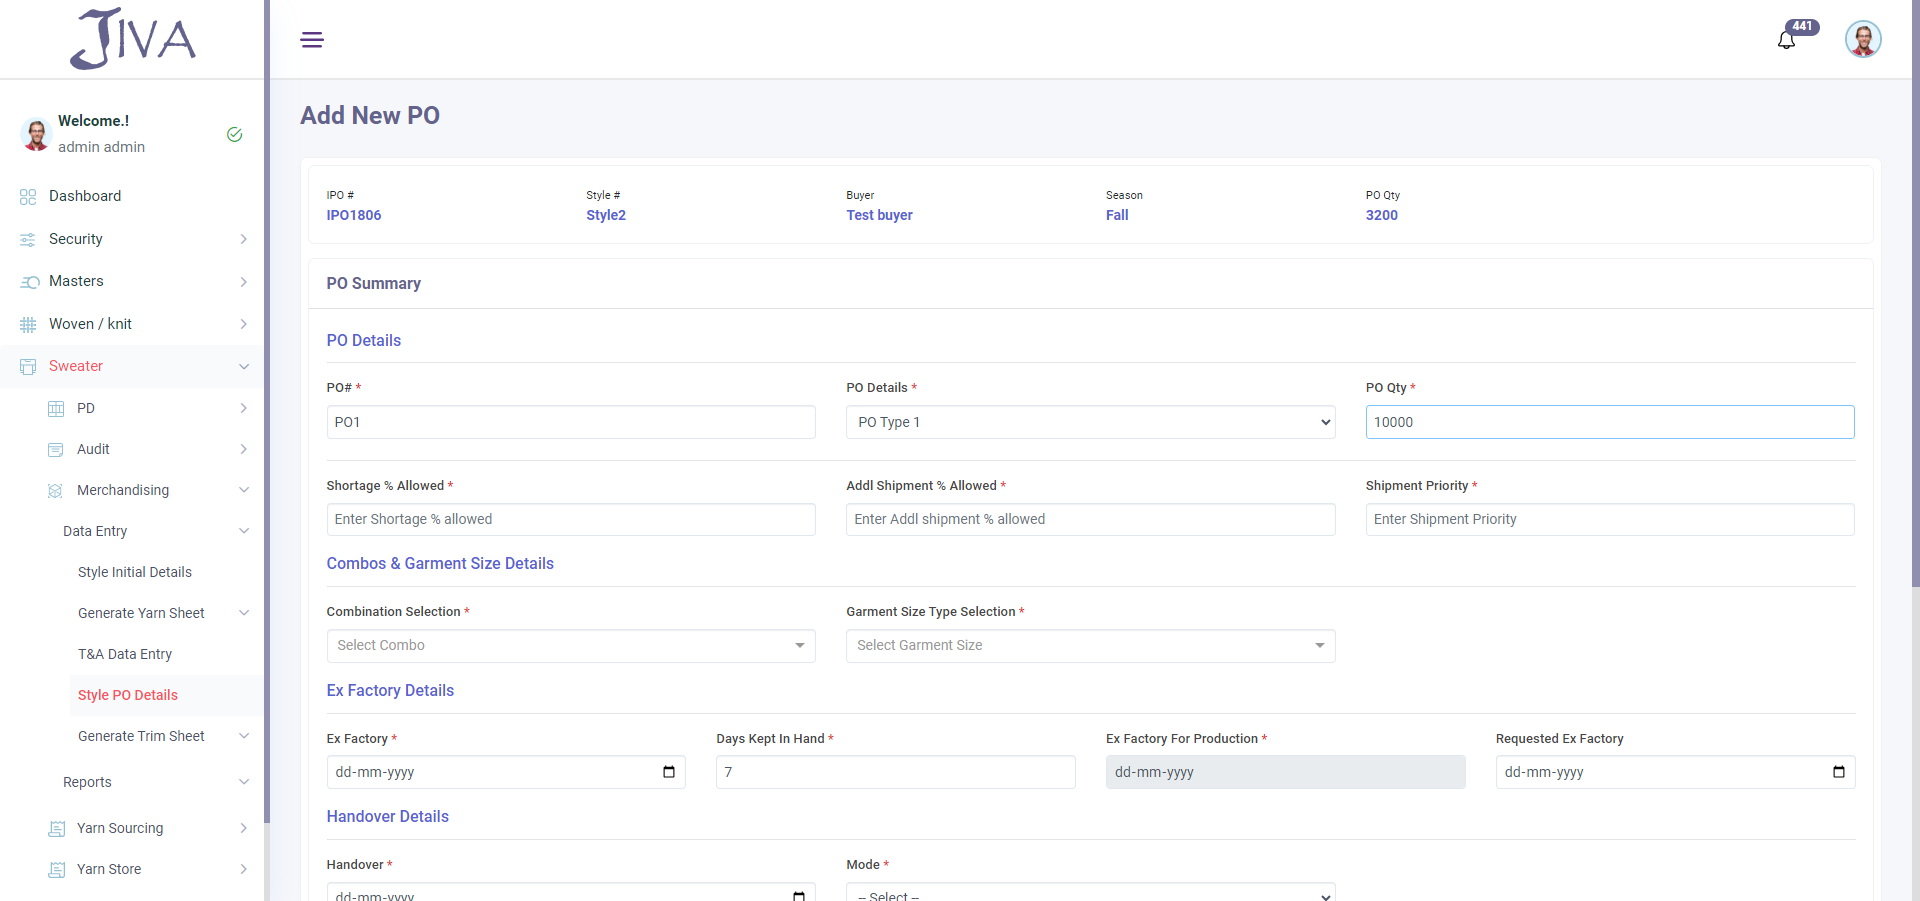 JIVA
441
Welcome.!
admin admin
Dashboard
Security
Masters
Woven / knit
Sweater
PD
Audit
Merchandising
Data Entry
Style Initial Details
Generate Yarn Sheet
T&A Data Entry
Style PO Details
Generate Trim Sheet
Reports
Yarn Sourcing
Yarn Store
Add New PO
IPO # Style # Buyer Season PO Qty
IPO1806 Style2 Test buyer Fall 3200
PO Summary
PO Details
PO# * PO Details * PO Qty *
PO1 PO Type 1 10000
Shortage % Allowed * Addl Shipment % Allowed * Shipment Priority *
Enter Shortage % allowed Enter Addl shipment % allowed Enter Shipment Priority
Combos & Garment Size Details
Combination Selection * Garment Size Type Selection *
Select Combo Select Garment Size
Ex Factory Details
Ex Factory * Days Kept In Hand * Ex Factory For Production * Requested Ex Factory
dd-mm-yyyy 7 dd-mm-yyyy dd-mm-yyyy
Handover Details
Handover * Mode *
dd-mm-yyyy -- Select --